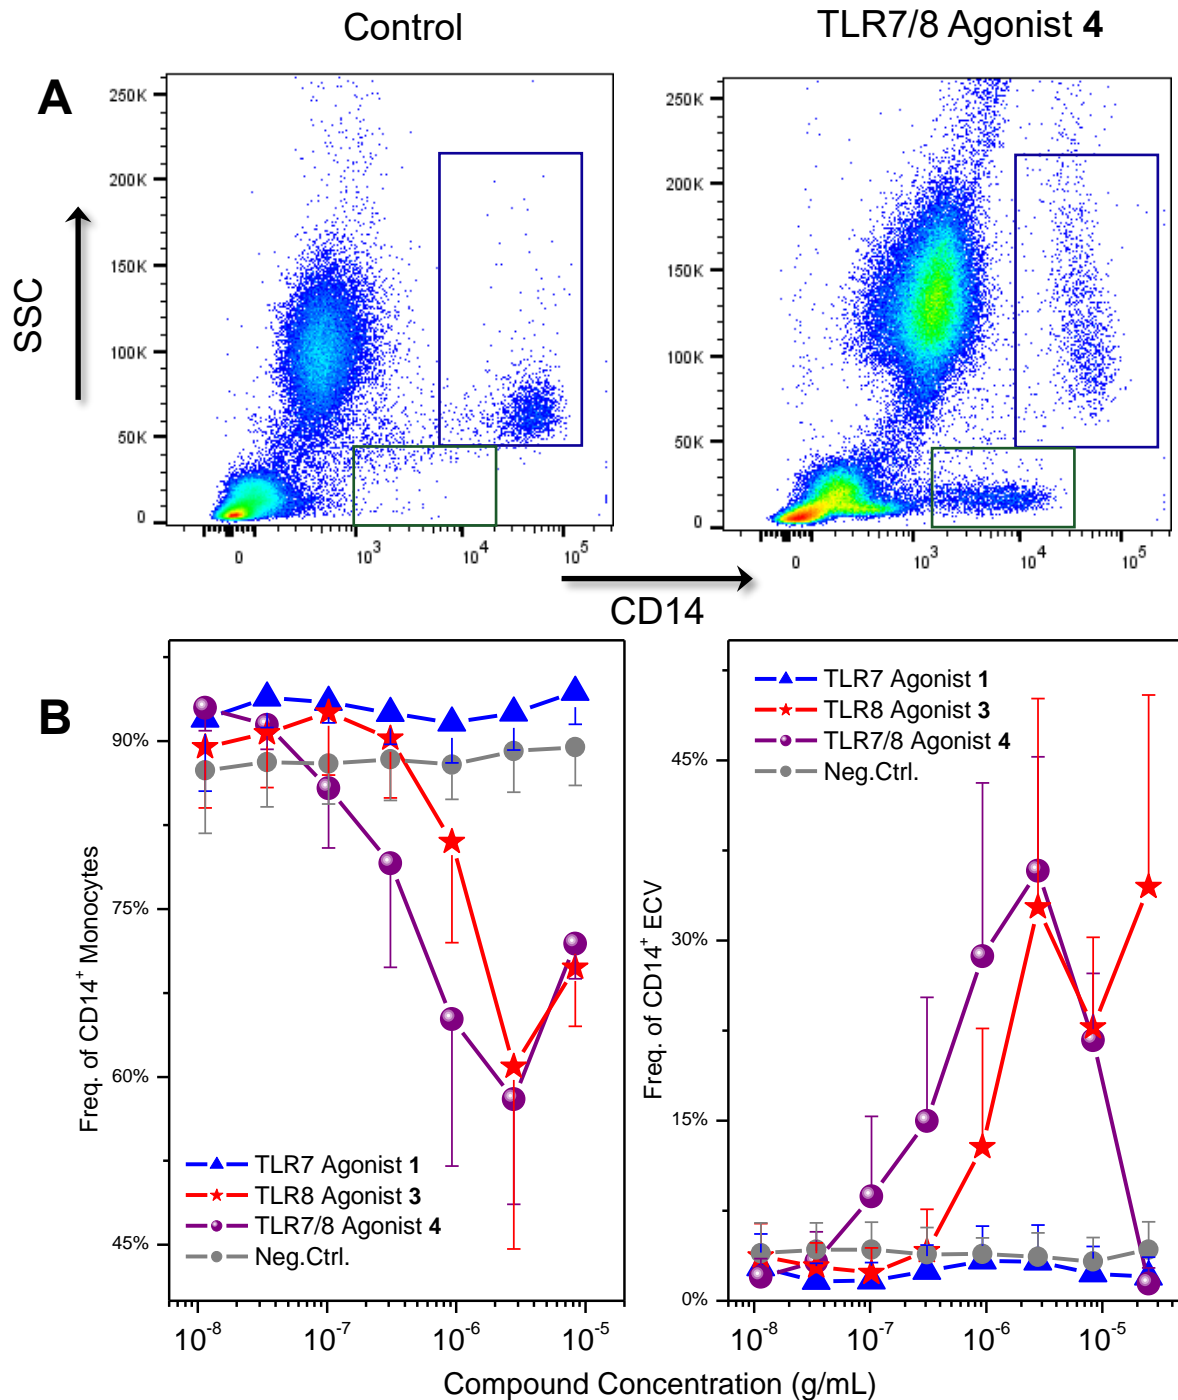 Control
TLR7/8 Agonist 4
A
250K
200K
150K
100K
50K
0
0 10³ 10⁴ 10⁵
250K
200K
150K
100K
50K
0
0 10³ 10⁴ 10⁵
SSC
CD14
B
Freq. of CD14⁺ Monocytes
90%
75%
60%
45%
TLR7 Agonist 1
TLR8 Agonist 3
TLR7/8 Agonist 4
Neg.Ctrl.
10⁻⁸ 10⁻⁷ 10⁻⁶ 10⁻⁵
Freq. of CD14⁺ ECV
45%
30%
15%
0%
TLR7 Agonist 1
TLR8 Agonist 3
TLR7/8 Agonist 4
Neg.Ctrl.
10⁻⁸ 10⁻⁷ 10⁻⁶ 10⁻⁵
Compound Concentration (g/mL)